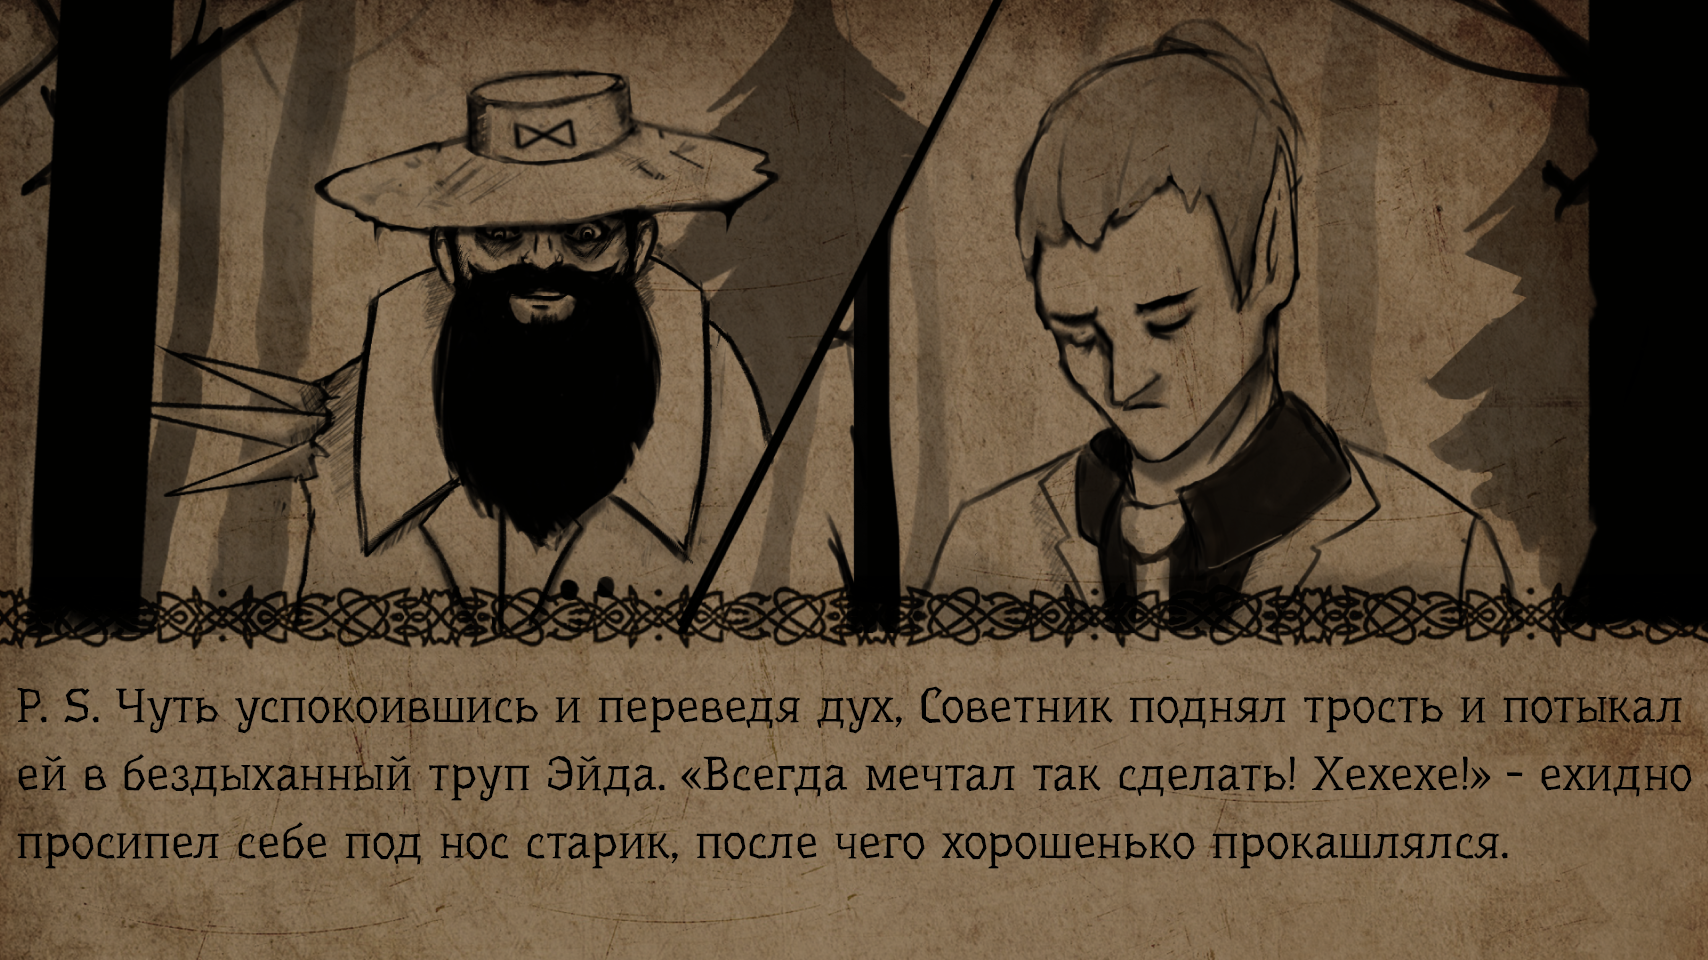 P. S. Чуть успокоившись и переведя дух, Советник поднял трость и потыкал
ей в бездыханный труп Эйда. «Всегда мечтал так сделать! Хехехе!» - ехидно
просипел себе под нос старик, после чего хорошенько прокашлялся.